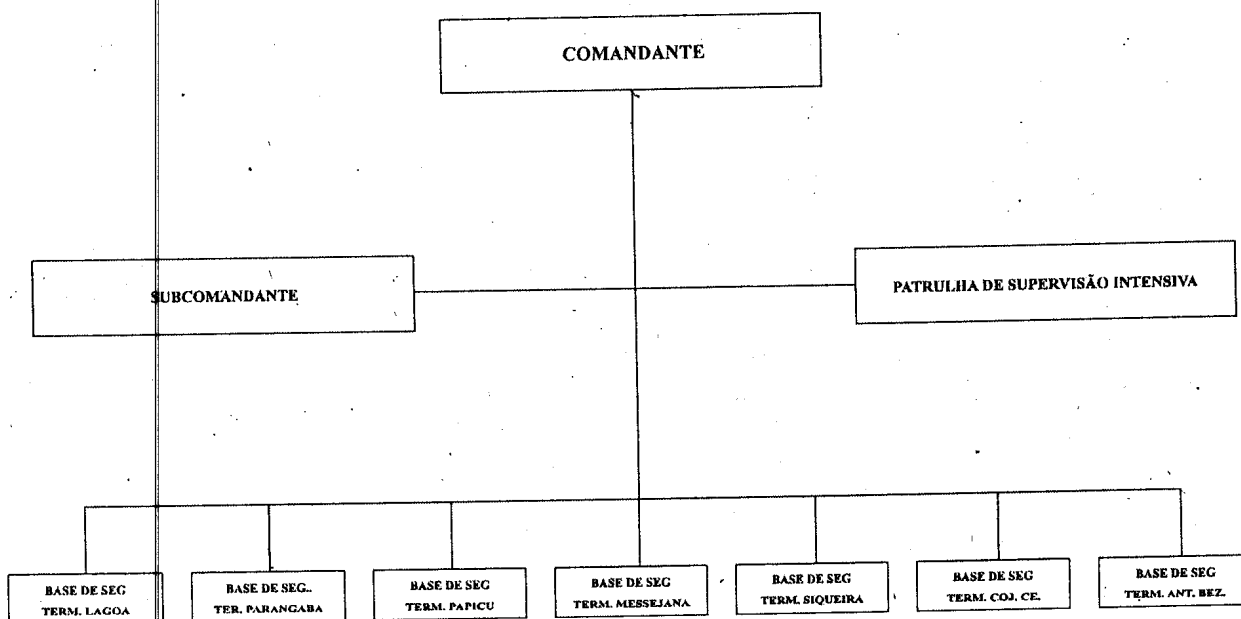 COMANDANTE
SUBCOMANDANTE
PATRULHA DE SUPERVISÃO INTENSIVA
BASE DE SEG
TERM. LAGOA
BASE DE SEG..
TER. PARANGABA
BASE DE SEG
TERM. PAPICU
BASE DE SEG
TERM. MESSEJANA
BASE DE SEG
TERM. SIQUEIRA
BASE DE SEG
TERM. COJ. CE.
BASE DE SEG
TERM. ANT. BEZ.